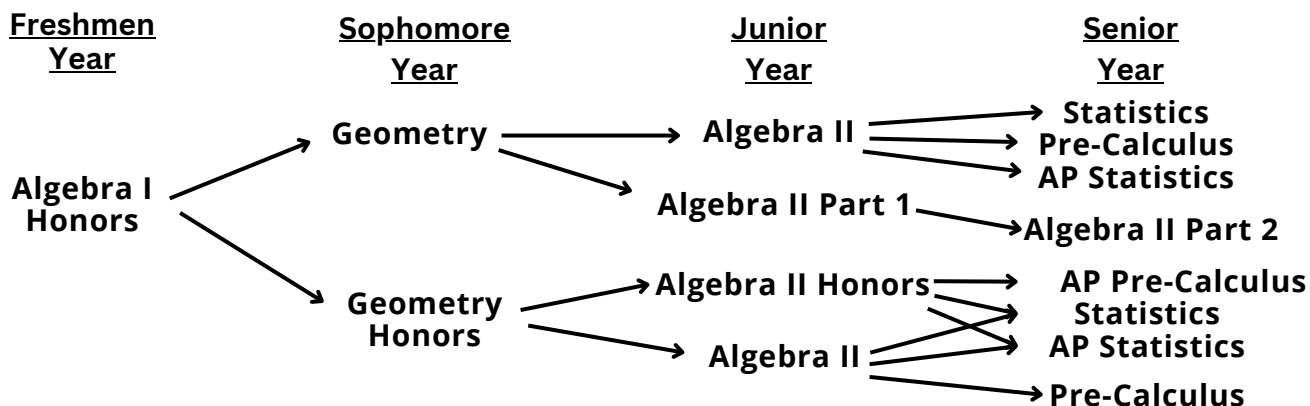 Freshmen
Year
Sophomore
Year
Junior
Year
Senior
Year
Algebra I
Honors
Geometry
Algebra II
Statistics
Pre-Calculus
AP Statistics
Algebra II Part 1
Algebra II Part 2
Geometry
Honors
Algebra II Honors
AP Pre-Calculus
Statistics
AP Statistics
Algebra II
Pre-Calculus